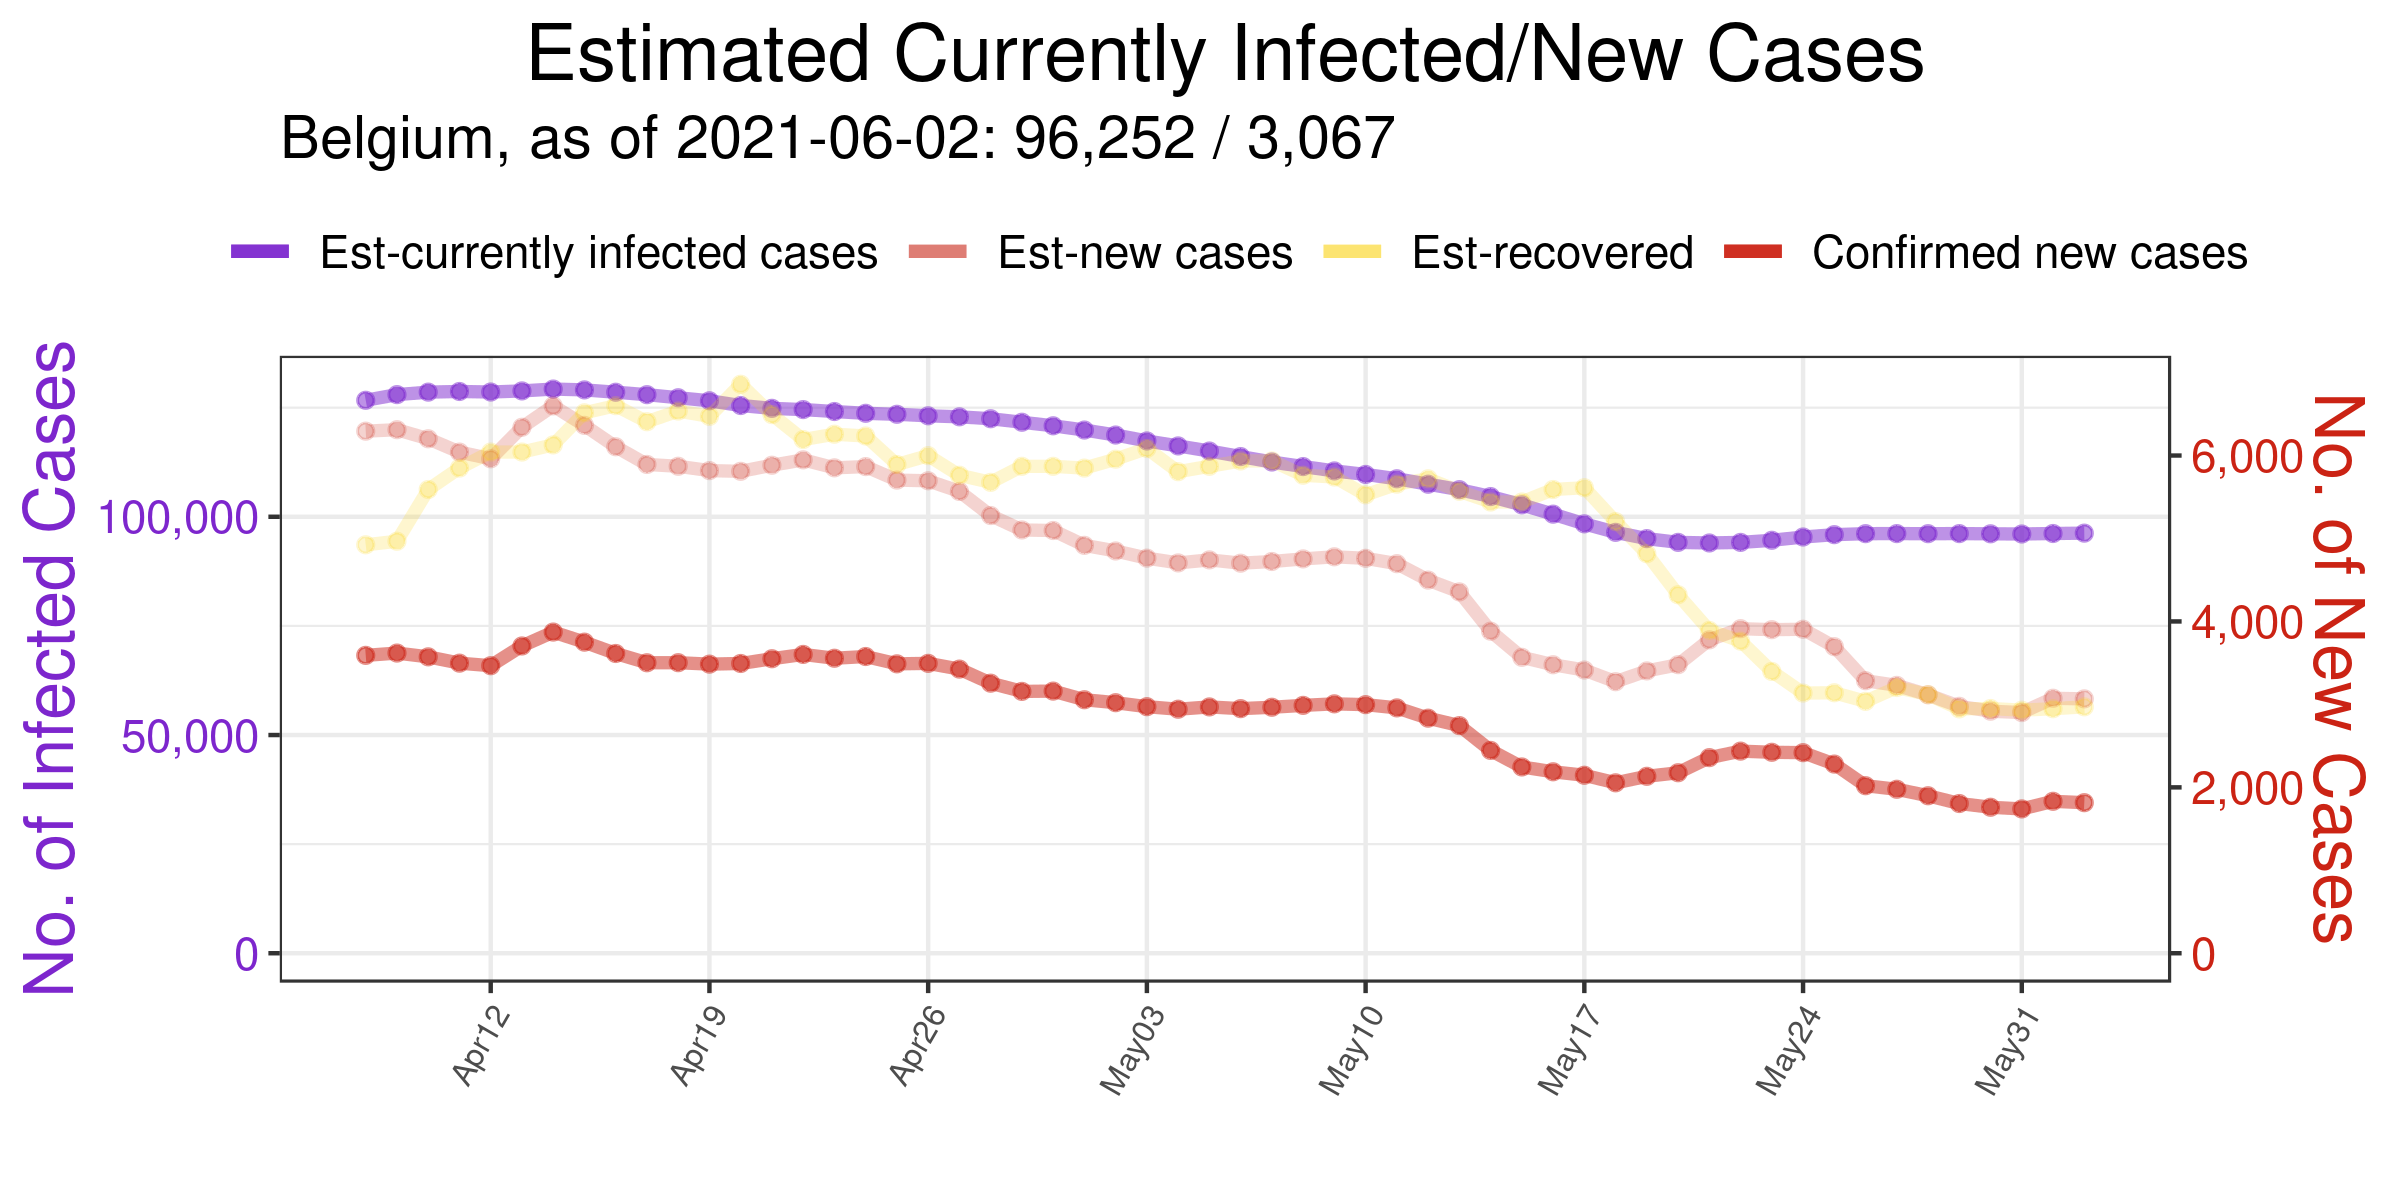 Estimated Currently Infected/New Cases
Belgium, as of 2021-06-02: 96,252 / 3,067
Est-currently infected cases Est-new cases Est-recovered Confirmed new cases
No. of Infected Cases
100,000
50,000
0
6,000
4,000
2,000
0
No. of New Cases
Apr12 Apr19 Apr26 May03 May10 May17 May24 May31